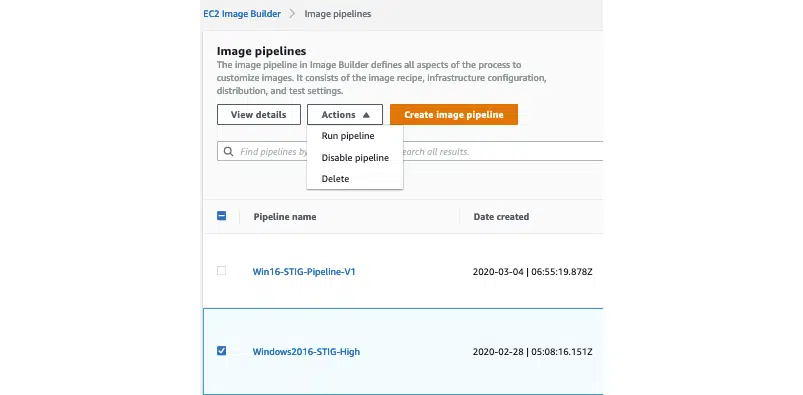 EC2 Image Builder > Image pipelines
Image pipelines
The image pipeline in Image Builder defines all aspects of the process to
customize images. It consists of the image recipe, infrastructure configuration,
distribution, and test settings.
View details Actions ▲ Create image pipeline
Run pipeline
Find pipelines by earch all results.
Disable pipeline
Delete
Pipeline name Date created
Win16-STIG-Pipeline-V1 2020-03-04 | 06:55:19.878Z
Windows2016-STIG-High 2020-02-28 | 05:08:16.151Z